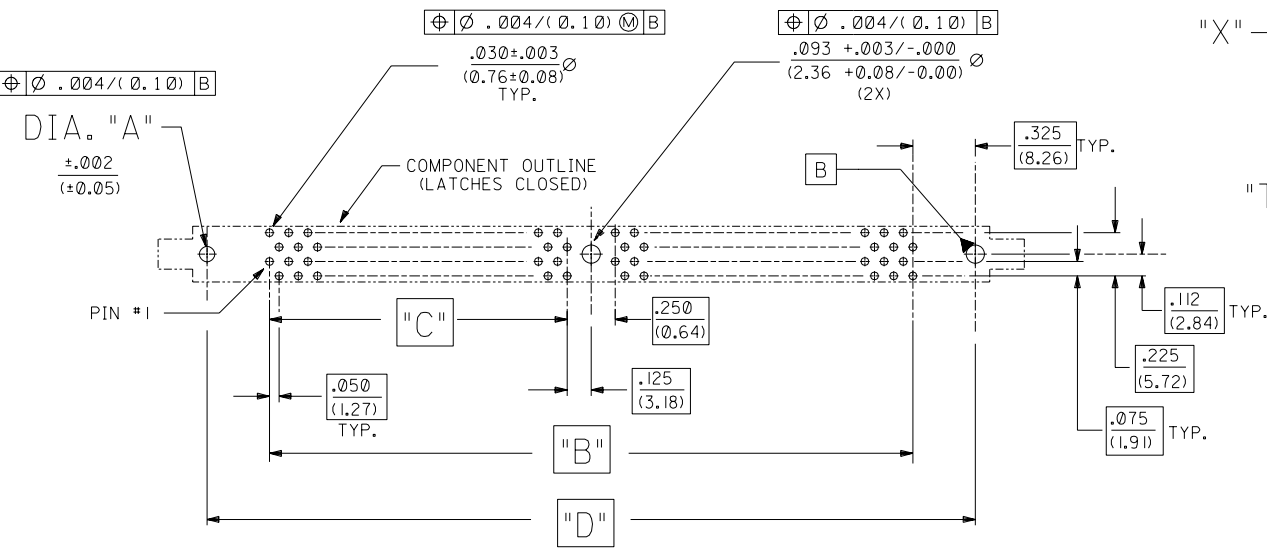 ⌖ Ø .004/(0.10) Ⓜ B
.030±.003
(0.76±0.08) Ø
TYP.
⌖ Ø .004/(0.10) B
.093 +.003/-.000
(2.36 +0.08/-0.00) Ø
(2X)
"X"
⌖ Ø .004/(0.10) B
DIA. "A"
±.002
(±0.05)
COMPONENT OUTLINE
(LATCHES CLOSED)
B
.325
(8.26) TYP.
"T
PIN #1
"C"
.250
(0.64)
.112
(2.84) TYP.
.050
(1.27)
TYP.
.125
(3.18)
.225
(5.72)
.075
(1.91) TYP.
"B"
"D"